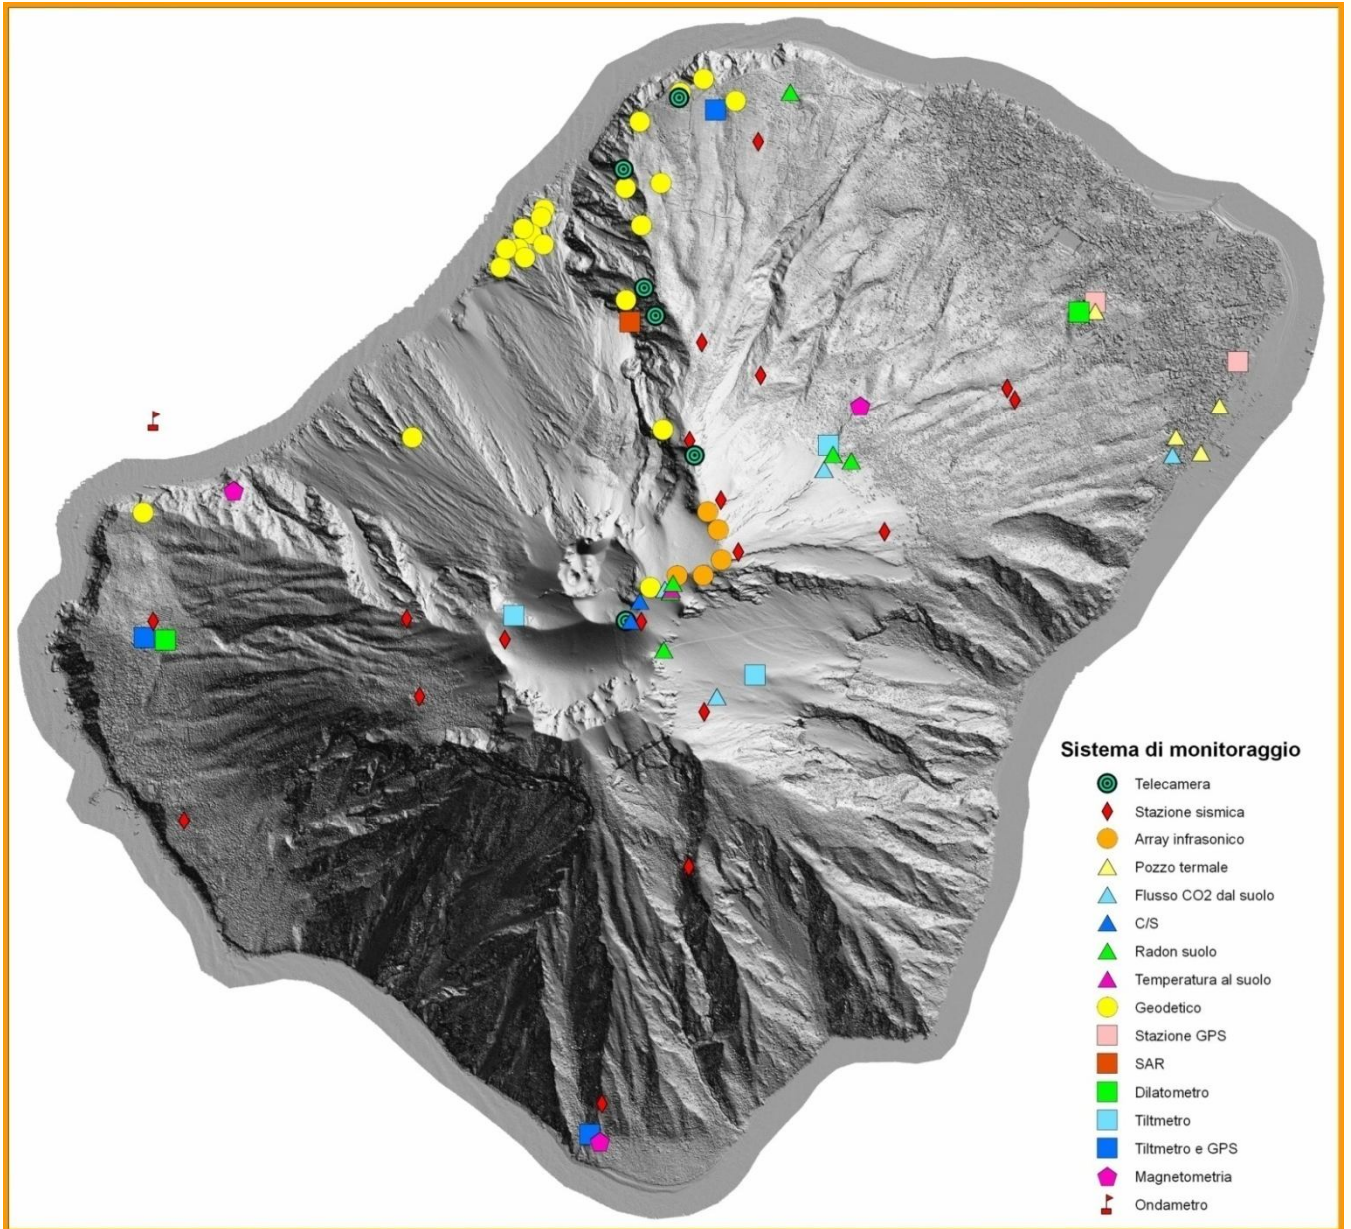 Sistema di monitoraggio
Telecamera
Stazione sismica
Array infrasonico
Pozzo termale
Flusso CO2 dal suolo
C/S
Radon suolo
Temperatura al suolo
Geodetico
Stazione GPS
SAR
Dilatometro
Tiltmetro
Tiltmetro e GPS
Magnetometria
Ondametro